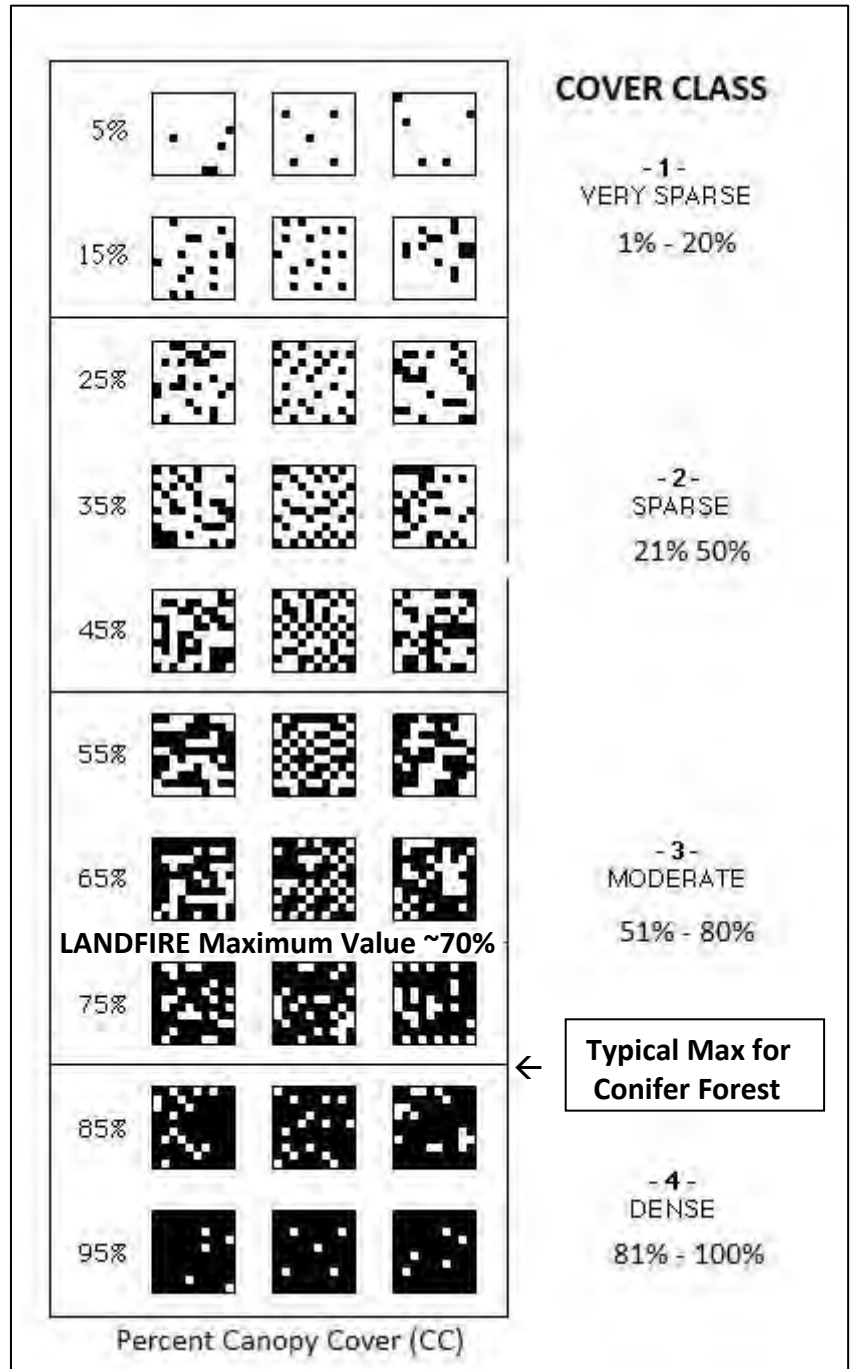 COVER CLASS
5%
- 1 -
VERY SPARSE
1% - 20%
15%
25%
35%
- 2 -
SPARSE
21% 50%
45%
55%
65%
- 3 -
MODERATE
51% - 80%
LANDFIRE Maximum Value ~70%
75%
← Typical Max for
Conifer Forest
85%
- 4 -
DENSE
81% - 100%
95%
Percent Canopy Cover (CC)